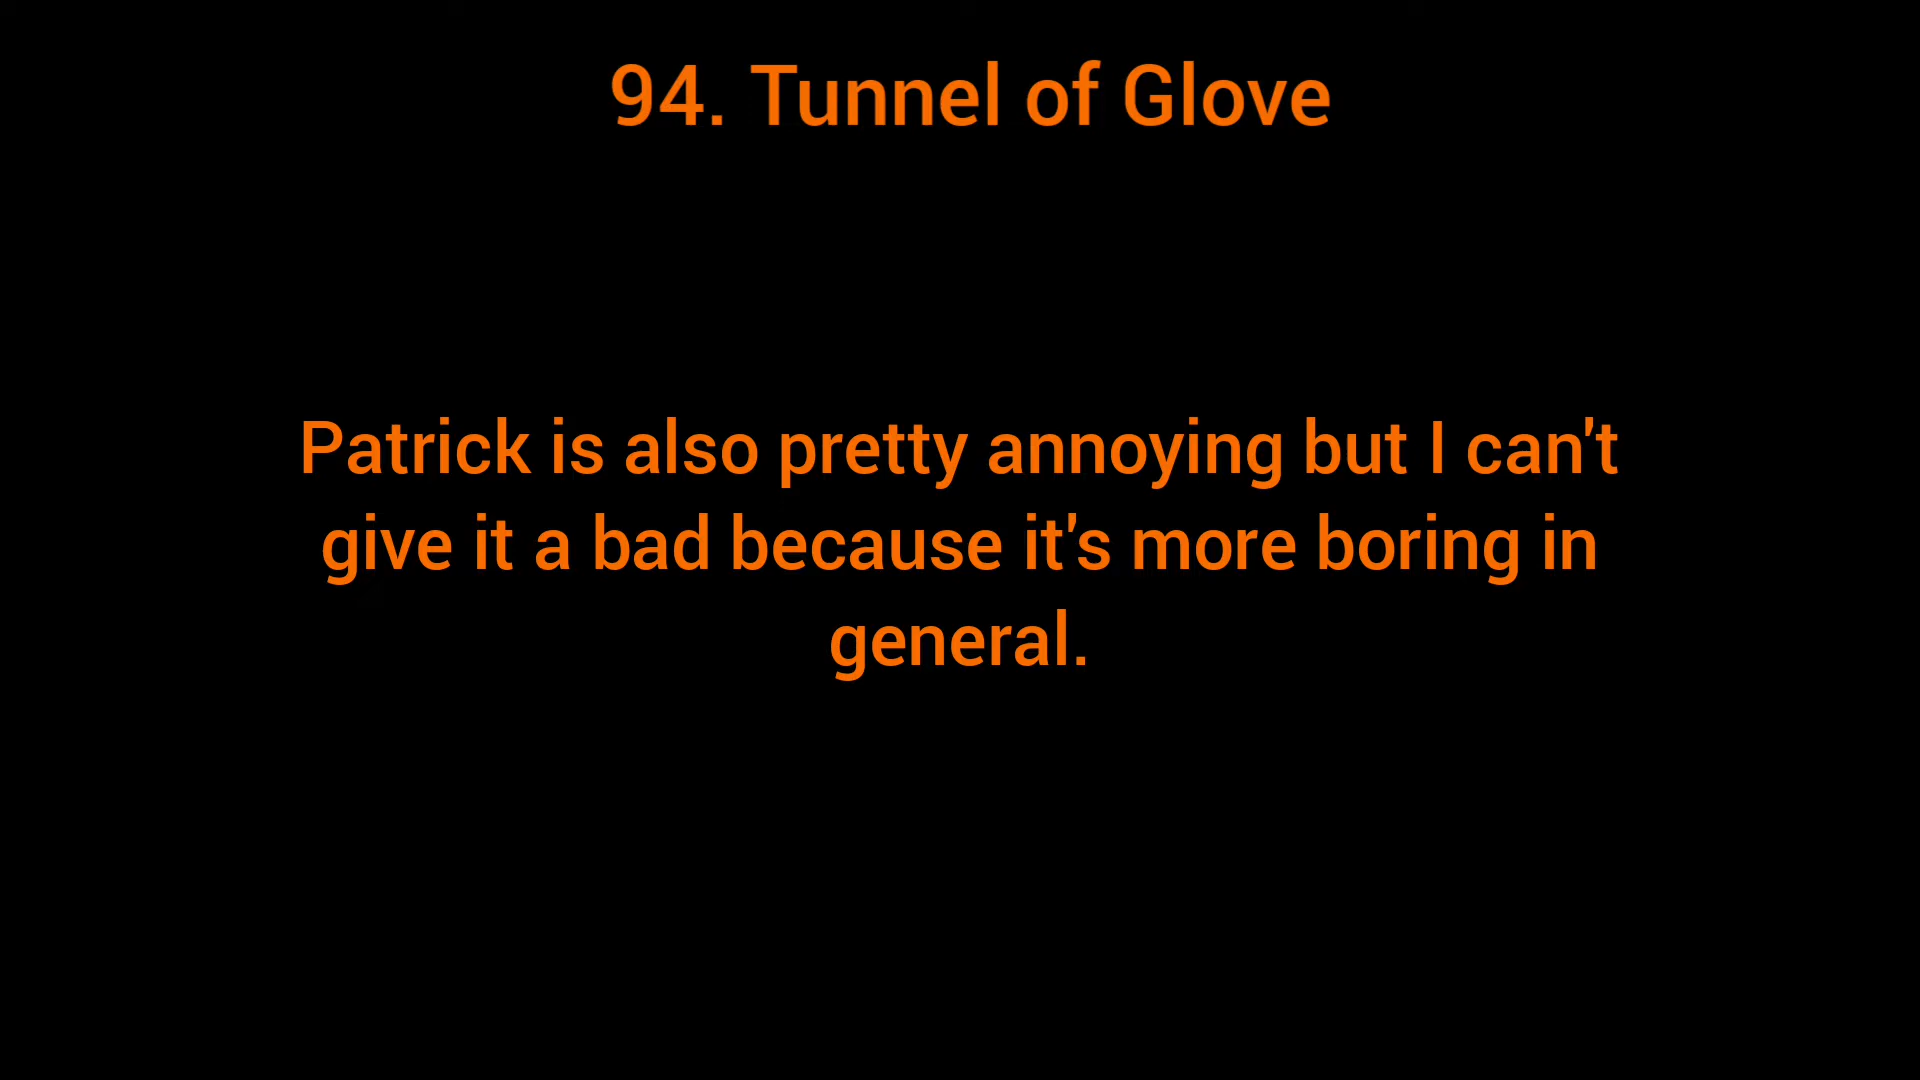 94. Tunnel of Glove
Patrick is also pretty annoying but I can't
give it a bad because it's more boring in
general.